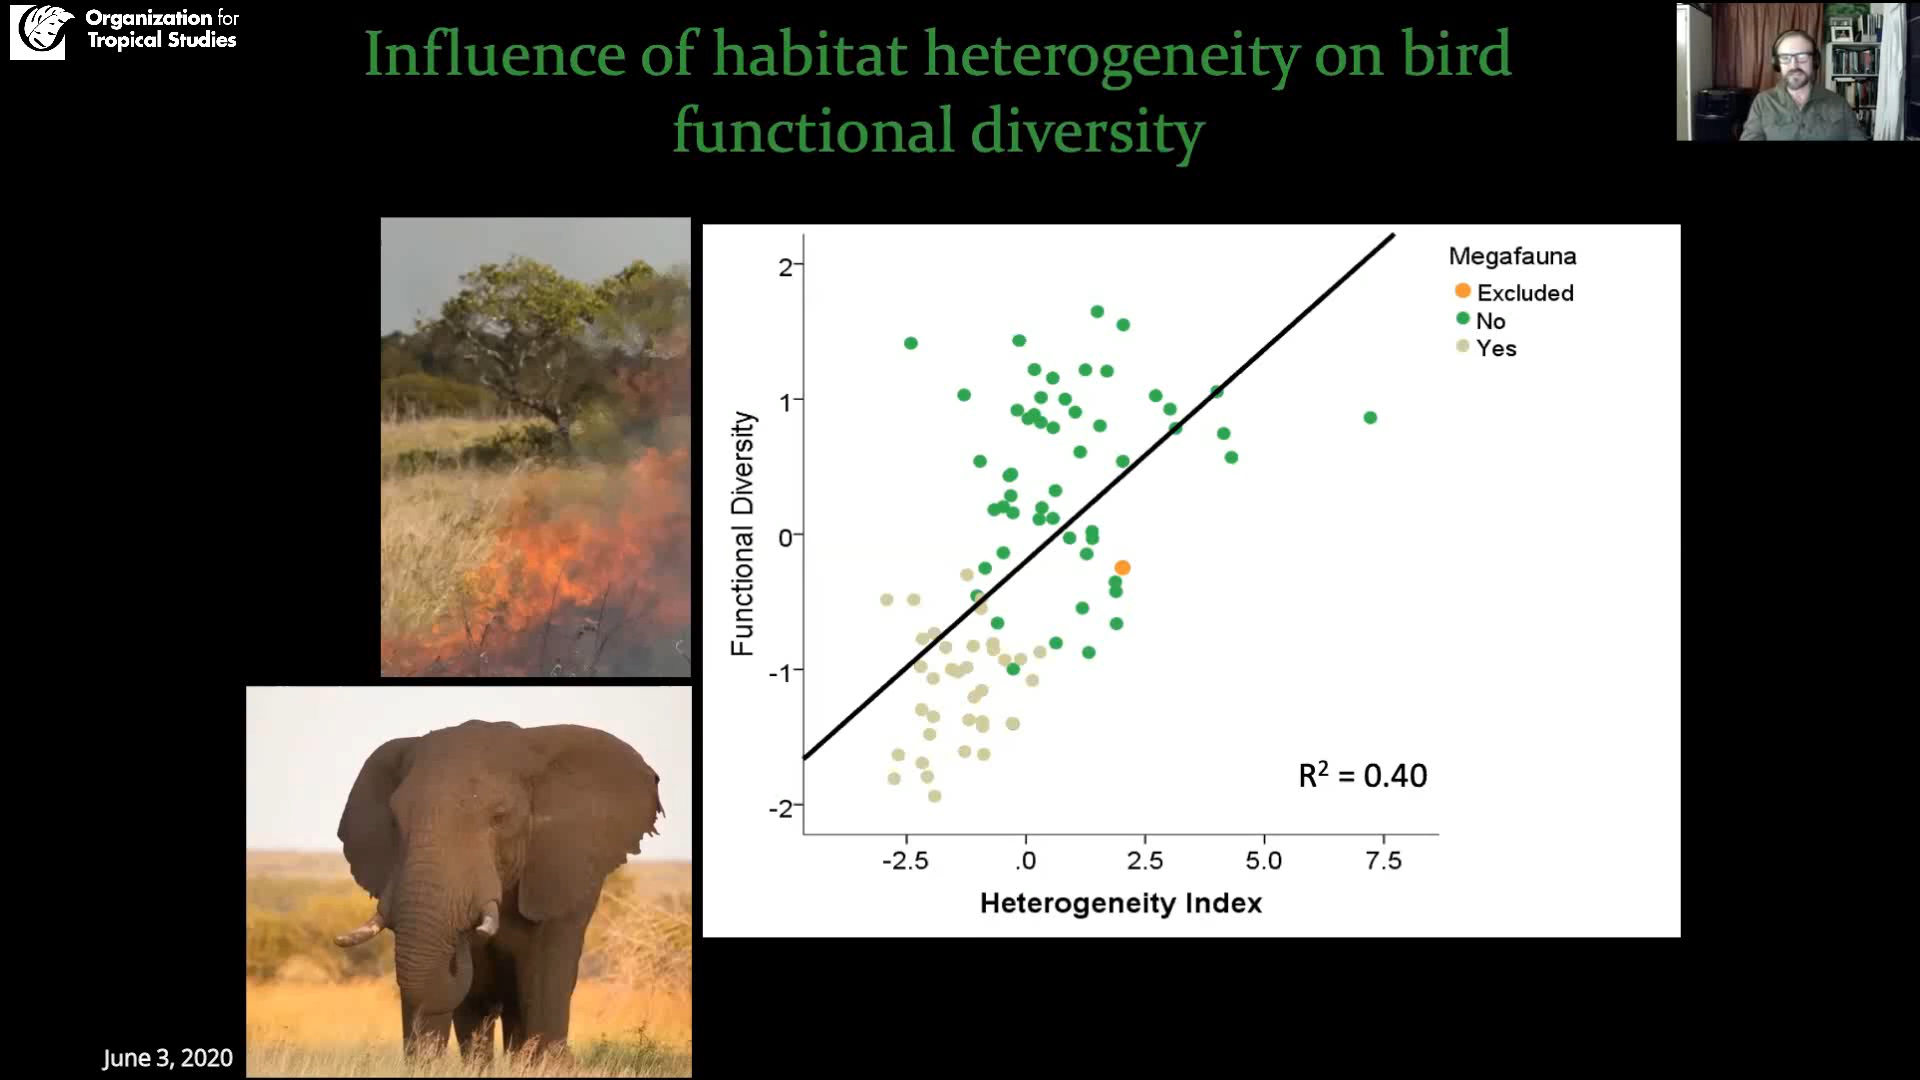 Organization for
Tropical Studies
Influence of habitat heterogeneity on bird
functional diversity
Megafauna
Excluded
No
Yes
2
1
0
-1
-2
Functional Diversity
R² = 0.40
-2.5 .0 2.5 5.0 7.5
Heterogeneity Index
June 3, 2020